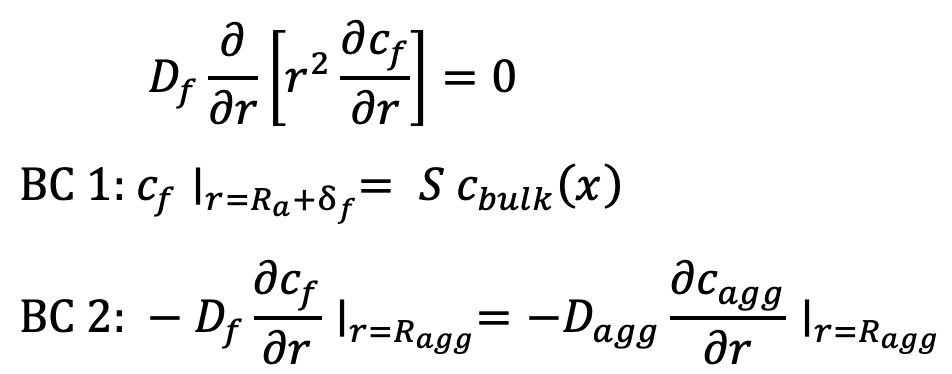 D_f ∂/∂r [r² ∂c_f/∂r] = 0
BC 1: c_f |_{r=R_a+δ_f} = S c_{bulk}(x)
BC 2: − D_f ∂c_f/∂r |_{r=R_{agg}} = −D_{agg} ∂c_{agg}/∂r |_{r=R_{agg}}